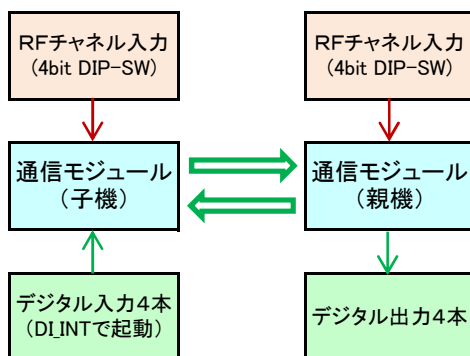 RFチャネル入力
(4bit DIP-SW)
RFチャネル入力
(4bit DIP-SW)
通信モジュール
（子機）
通信モジュール
（親機）
デジタル入力4本
（DI_INTで起動）
デジタル出力4本